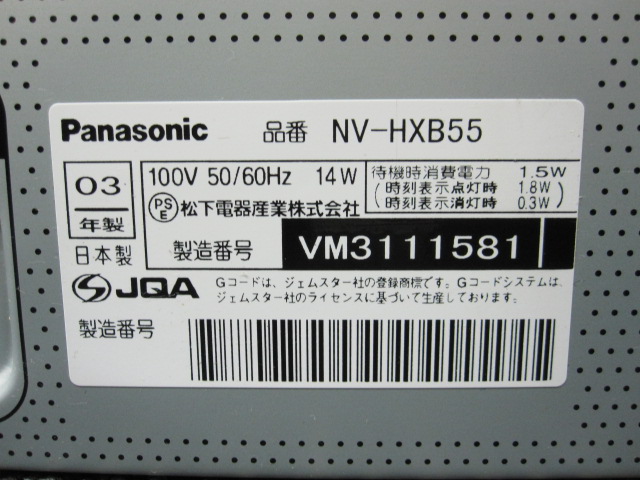 Panasonic 品番 NV-HXB55
03
年製
日本製
100V 50/60Hz 14W
待機時消費電力 1.5W
(時刻表示点灯時 1.8W)
(時刻表示消灯時 0.3W)
PSE 松下電器産業株式会社
製造番号 VM3111581
JQA
Gコードは、ジェムスター社の登録商標です。Gコードシステムは、
ジェムスター社のライセンスに基づいて生産しております。
製造番号